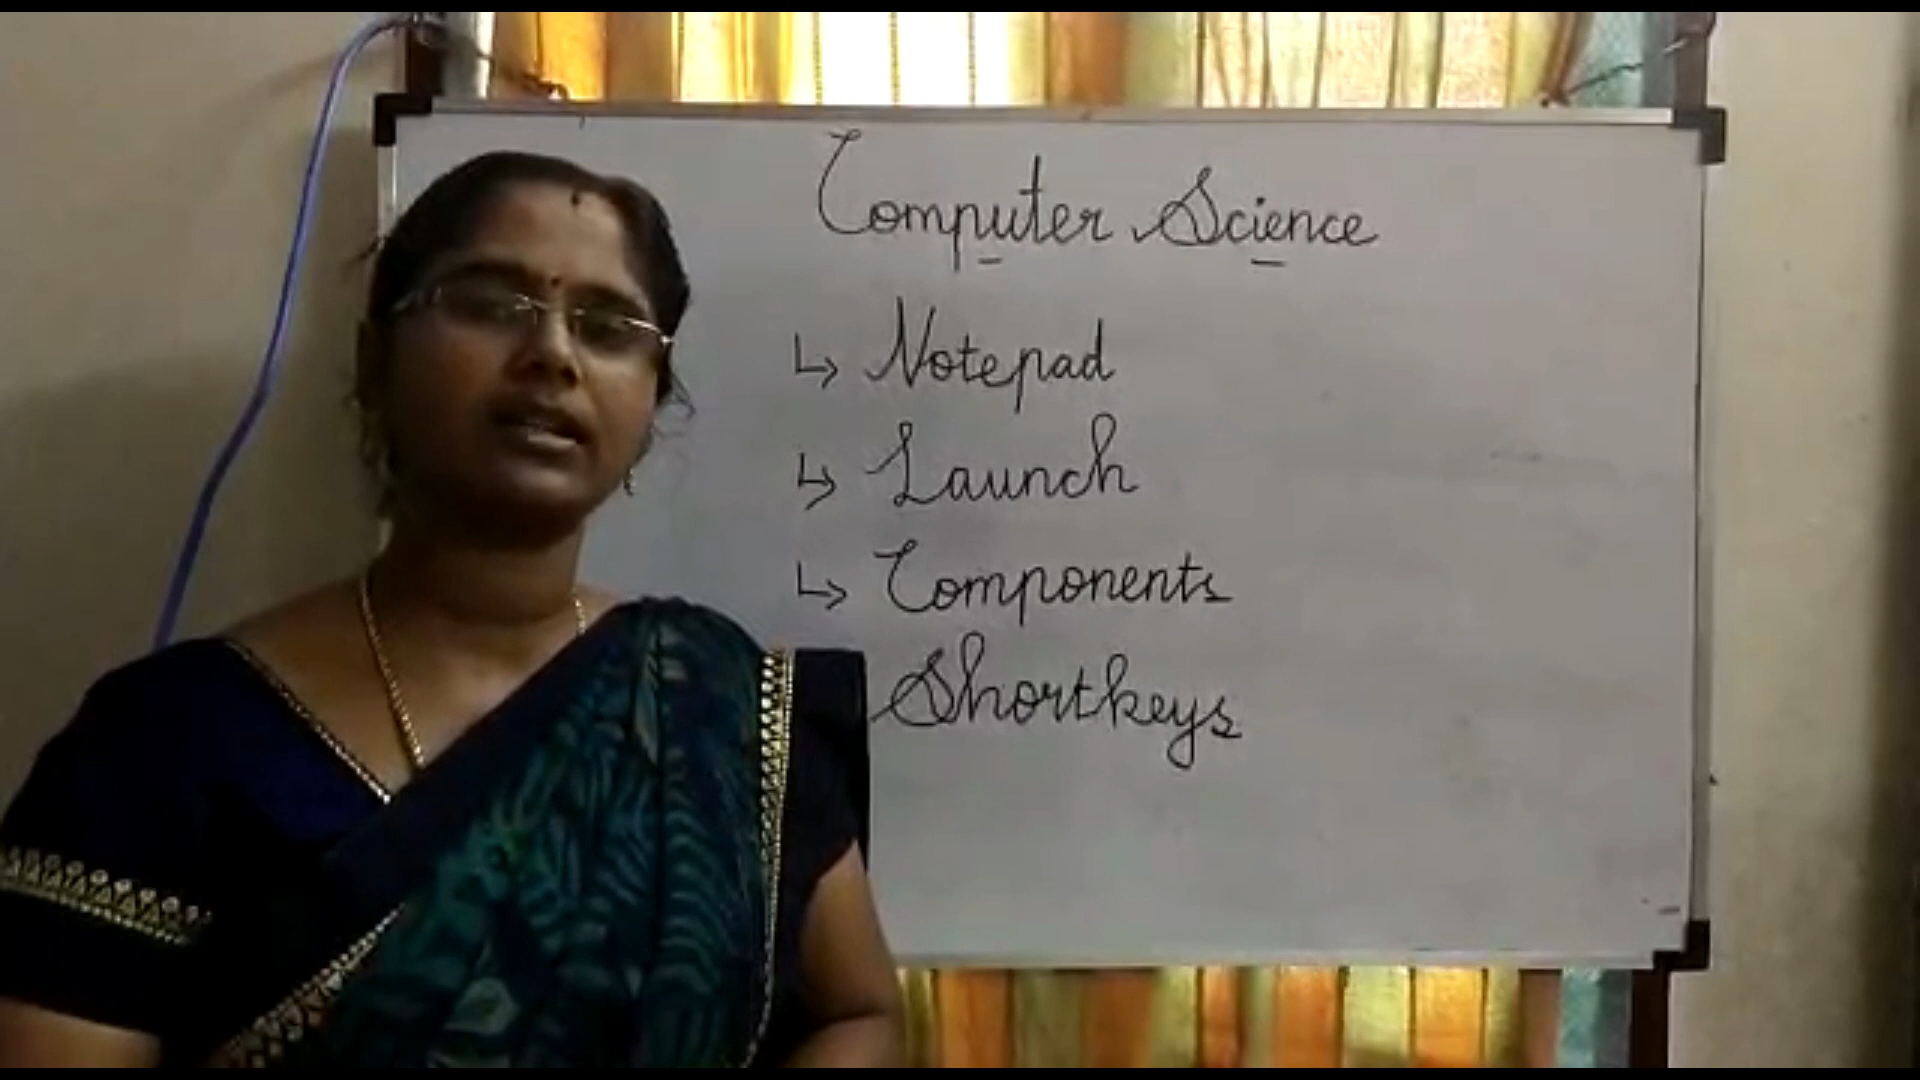 Computer Science
↳ Notepad
↳ Launch
↳ Components
Shortkeys